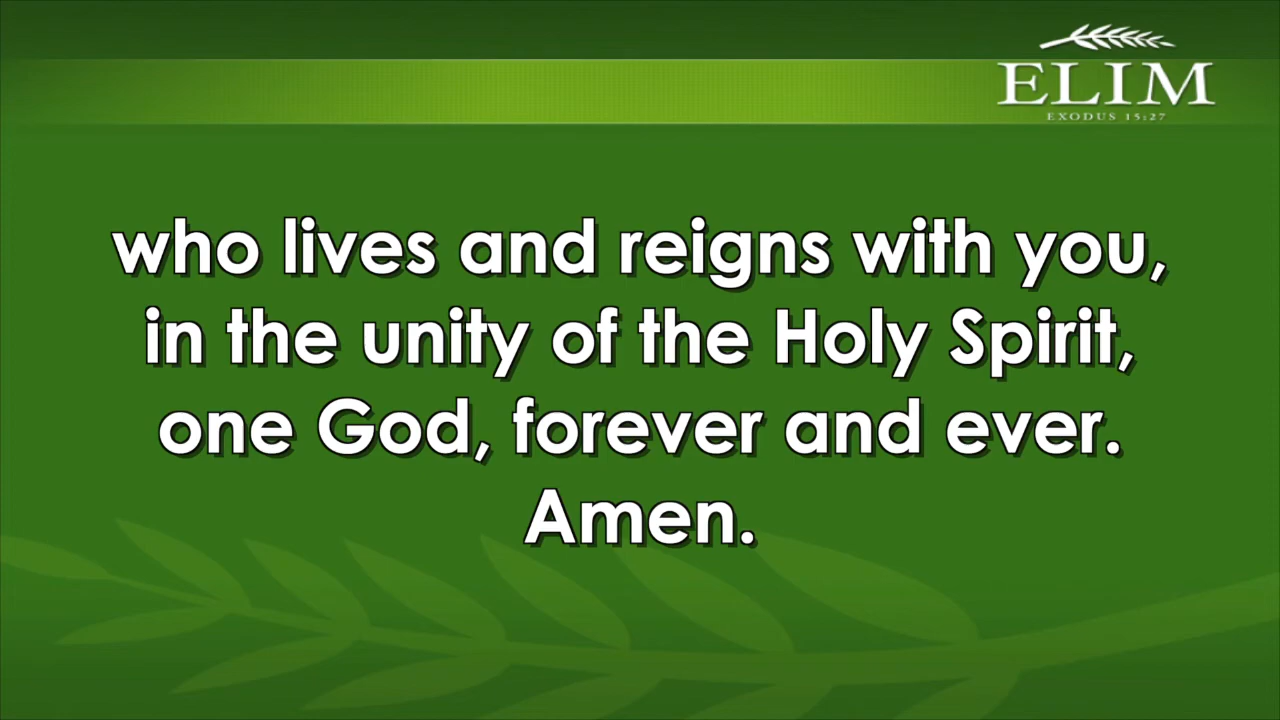 ELIM
EXODUS 15:27
who lives and reigns with you,
in the unity of the Holy Spirit,
one God, forever and ever.
Amen.